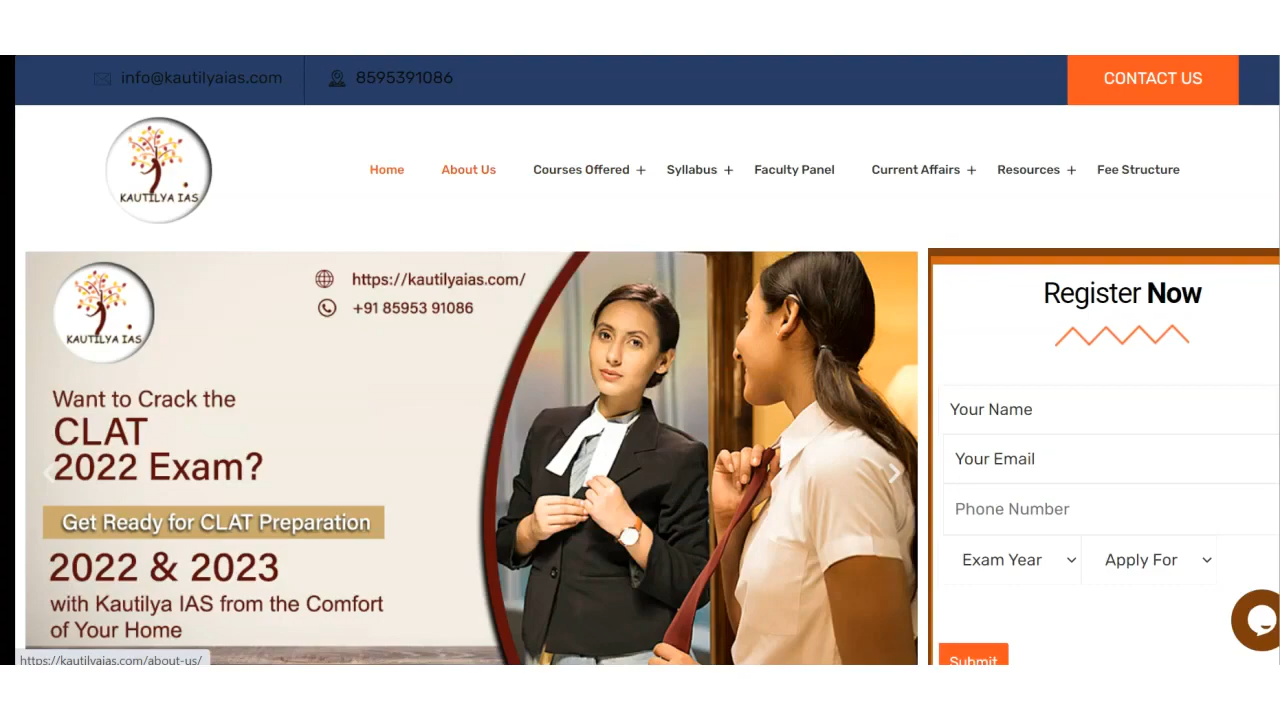 info@kautilyaias.com
8595391086
CONTACT US
KAUTILYA IAS
Home
About Us
Courses Offered +
Syllabus +
Faculty Panel
Current Affairs +
Resources +
Fee Structure
KAUTILYA IAS
https://kautilyaias.com/
+91 85953 91086
Want to Crack the
CLAT
2022 Exam?
Get Ready for CLAT Preparation
2022 & 2023
with Kautilya IAS from the Comfort
of Your Home
Register Now
Your Name
Your Email
Phone Number
Exam Year
Apply For
Submit
https://kautilyaias.com/about-us/